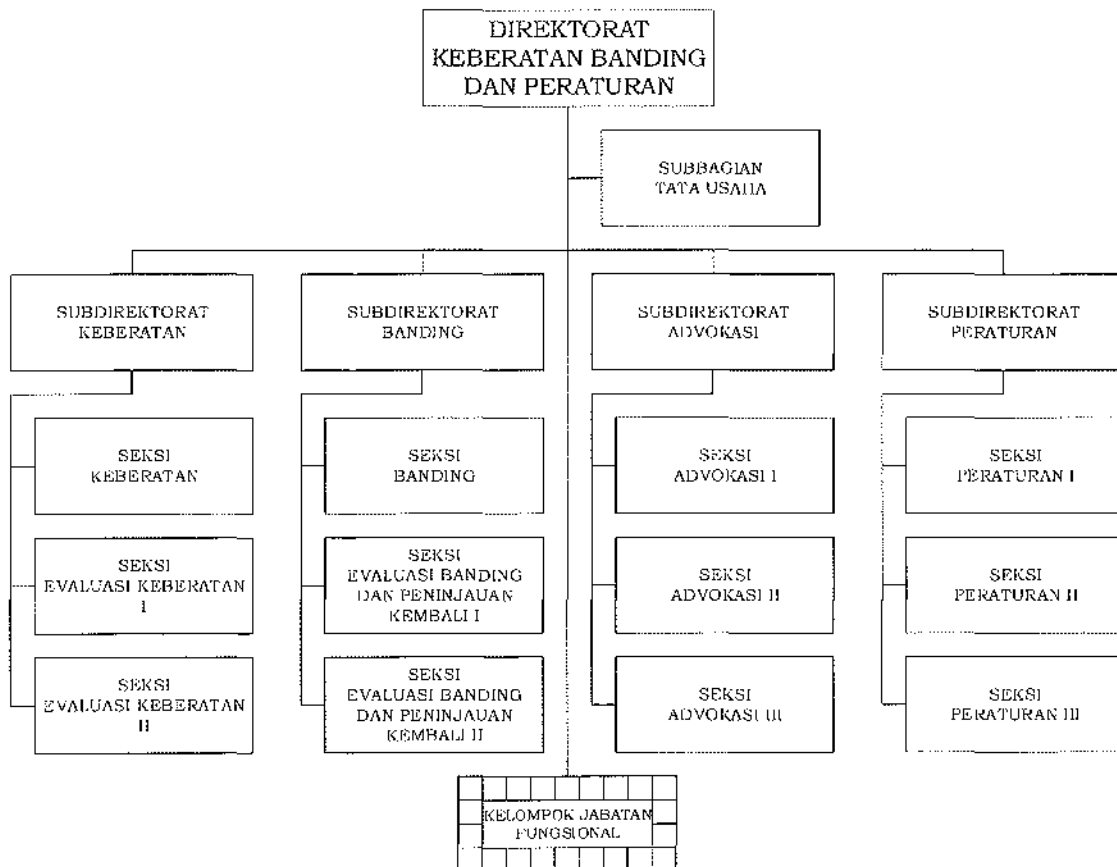 DIREKTORAT
KEBERATAN BANDING
DAN PERATURAN
SUBBAGIAN
TATA USAHA
SUBDIREKTORAT
KEBERATAN
SUBDIREKTORAT
BANDING
SUBDIREKTORAT
ADVOKASI
SUBDIREKTORAT
PERATURAN
SEKSI
KEBERATAN
SEKSI
BANDING
SEKSI
ADVOKASI I
SEKSI
PERATURAN I
SEKSI
EVALUASI KEBERATAN
I
SEKSI
EVALUASI BANDING
DAN PENINJAUAN
KEMBALI I
SEKSI
ADVOKASI II
SEKSI
PERATURAN II
SEKSI
EVALUASI KEBERATAN
II
SEKSI
EVALUASI BANDING
DAN PENINJAUAN
KEMBALI II
SEKSI
ADVOKASI III
SEKSI
PERATURAN III
KELOMPOK JABATAN
FUNGSIONAL